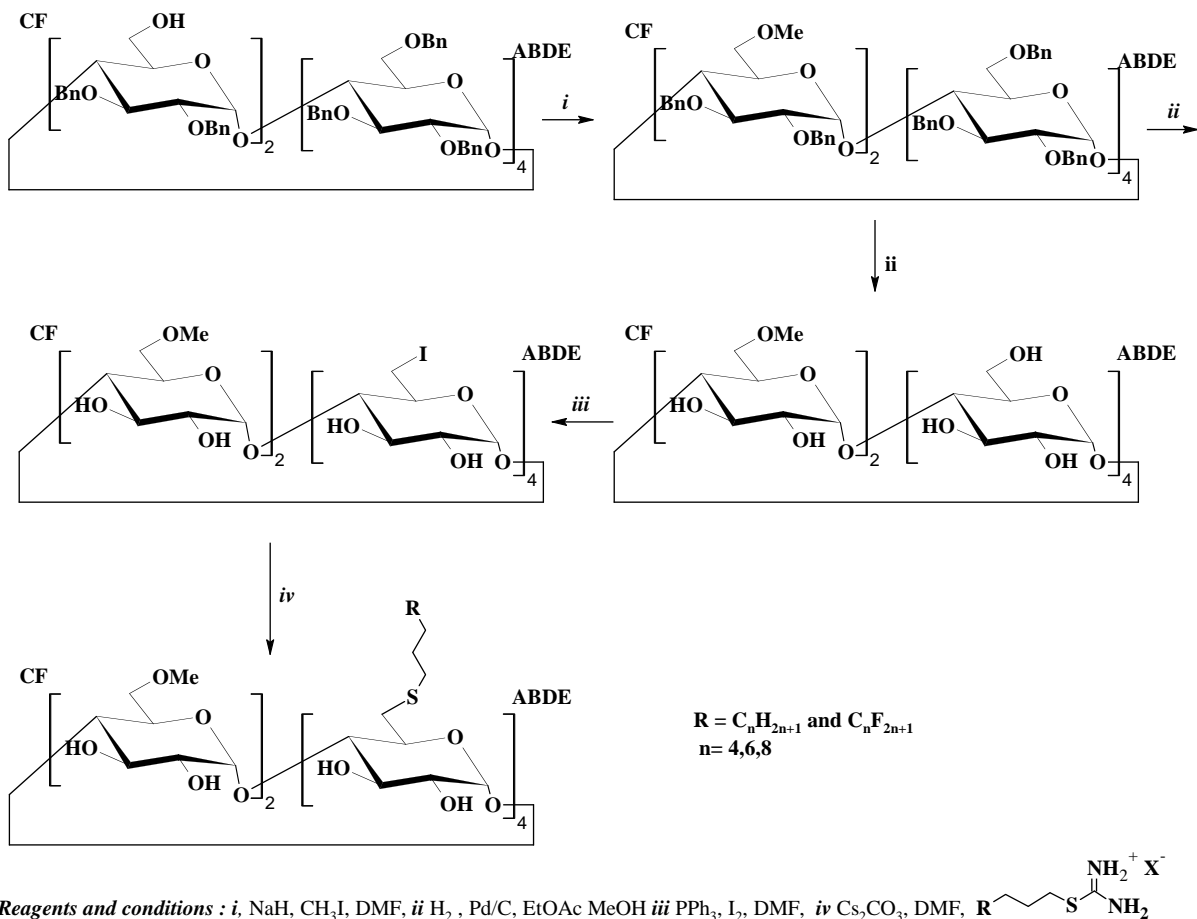 CF OH OBn ABDE CF OMe OBn ABDE
O O O O
BnO OBn O 2 BnO OBn O 4 i BnO OBn O 2 BnO OBn O 4 ii
ii
CF OMe I ABDE CF OMe OH ABDE
O O O O
HO OH O 2 HO OH O 4 iii HO OH O 2 HO OH O 4
iv
R
S
CF OMe ABDE
O O
HO OH O 2 HO OH O 4
R = CnH2n+1 and CnF2n+1
n= 4,6,8
NH2+ X-
Reagents and conditions : i, NaH, CH3I, DMF, ii H2 , Pd/C, EtOAc MeOH iii PPh3, I2, DMF, iv Cs2CO3, DMF, R S NH2